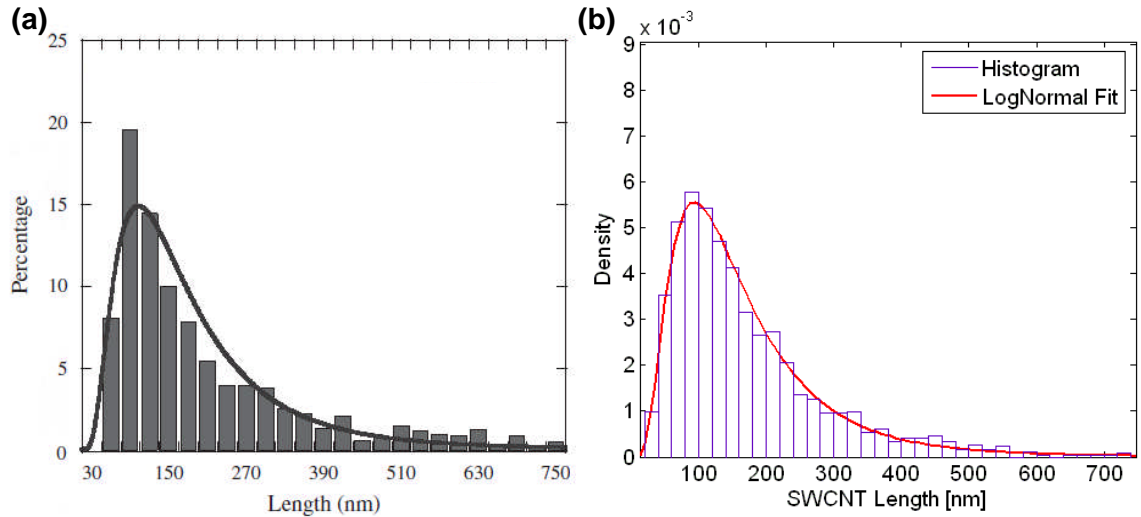 (a)
25
20
15
10
5
0
Percentage
30 150 270 390 510 630 750
Length (nm)
(b)
x 10-3
9
8
7
6
5
4
3
2
1
0
Density
Histogram
LogNormal Fit
100 200 300 400 500 600 700
SWCNT Length [nm]